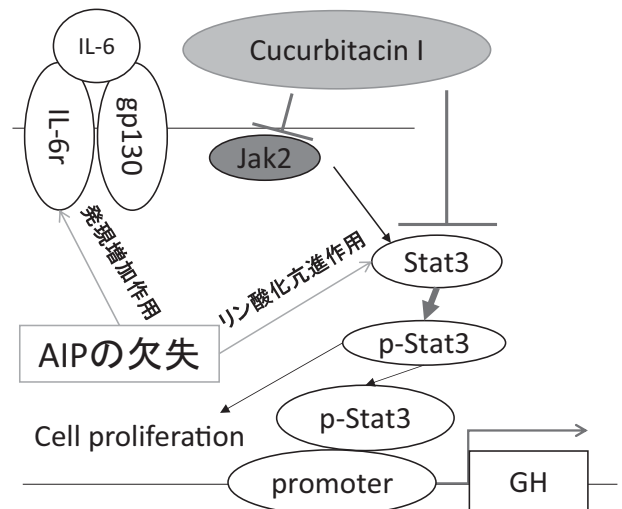 IL-6
Cucurbitacin I
IL-6r
gp130
Jak2
発現増加作用
リン酸化亢進作用
Stat3
AIPの欠失
p-Stat3
p-Stat3
Cell proliferation
promoter
GH